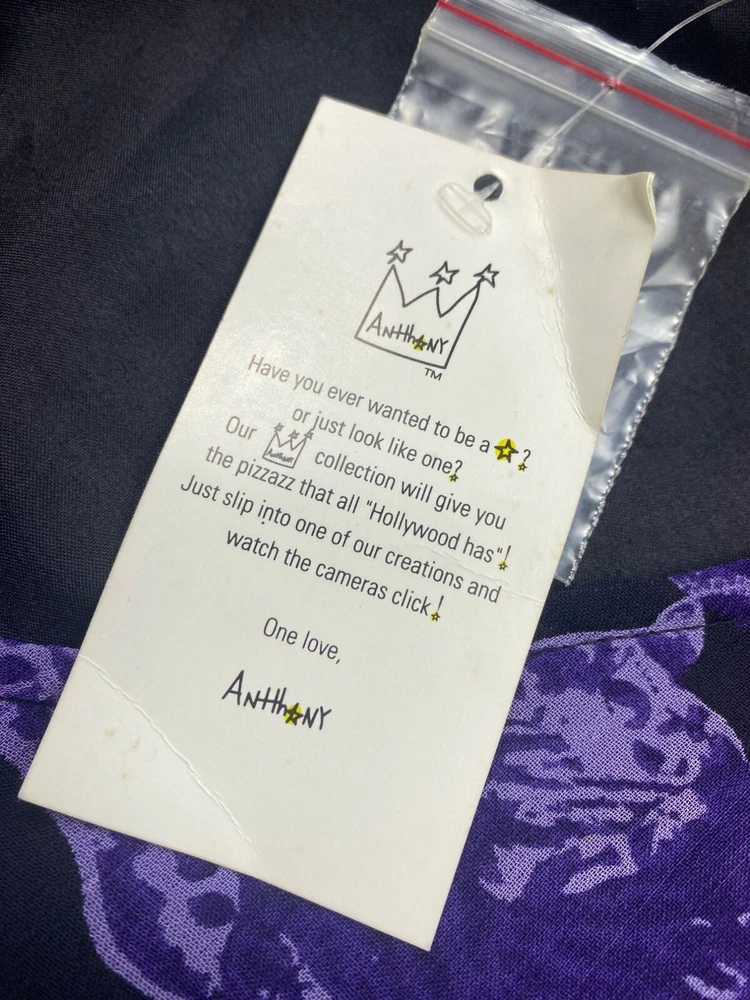 Anthony
TM
Have you ever wanted to be a ?
or just look like one?
Our Anthony collection will give you
the pizzazz that all "Hollywood has"!
Just slip into one of our creations and
watch the cameras click!
One love,
Anthony